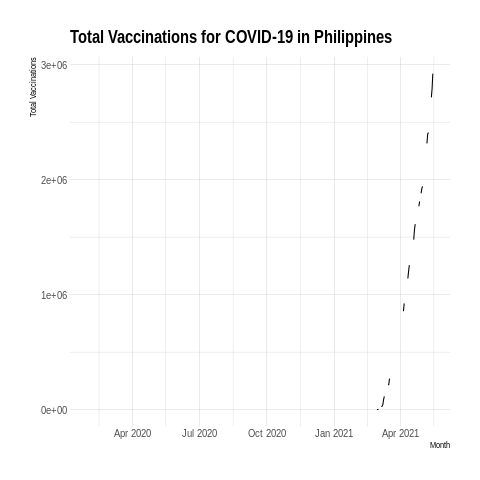 Total Vaccinations for COVID-19 in Philippines
Total Vaccinations
3e+06
2e+06
1e+06
0e+00
Apr 2020
Jul 2020
Oct 2020
Jan 2021
Apr 2021
Month